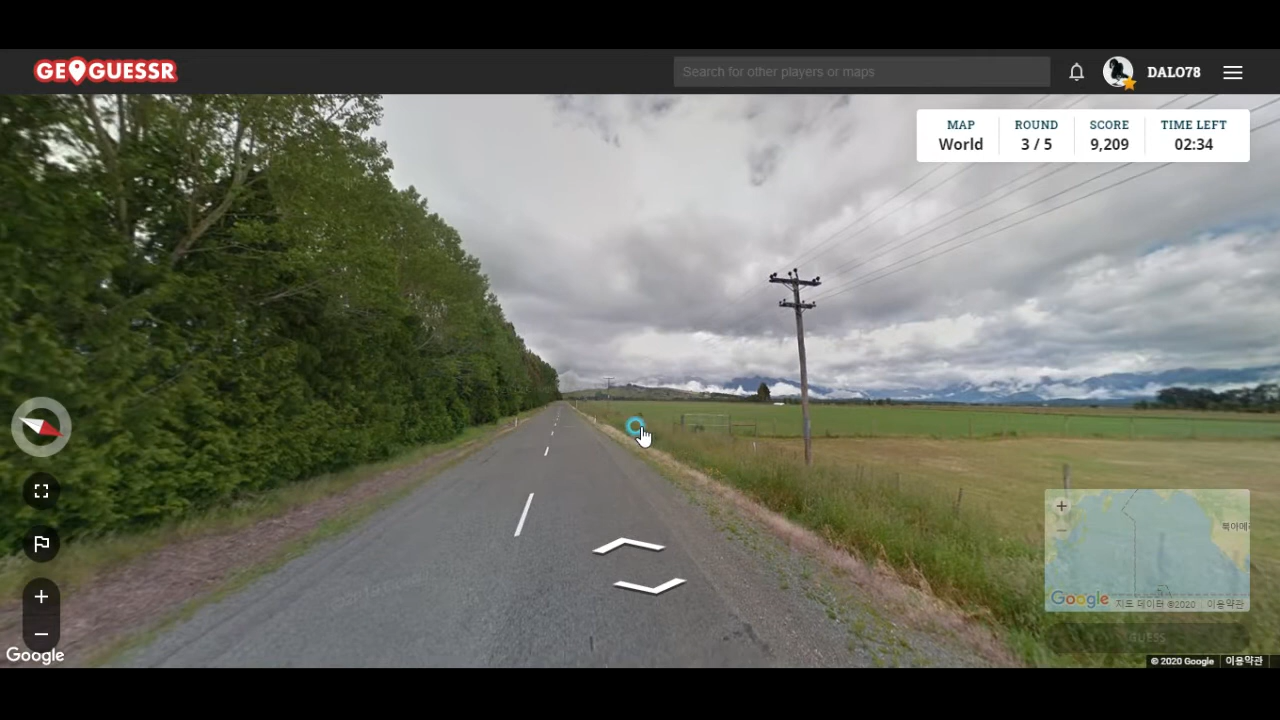 GEOGUESSR
Search for other players or maps
DALO78
MAP
World
ROUND
3 / 5
SCORE
9,209
TIME LEFT
02:34
Google
지도 데이터 ©2020
이용약관
GUESS
Google
© 2020 Google
이용약관